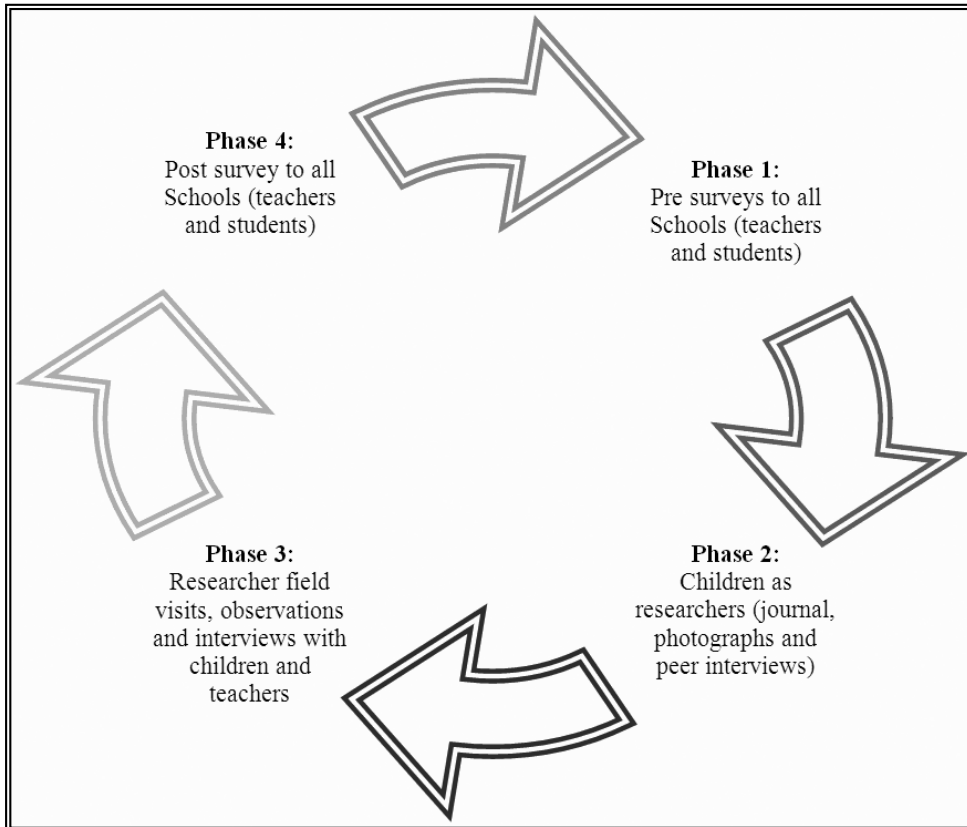 Phase 4:
Post survey to all
Schools (teachers
and students)
Phase 1:
Pre surveys to all
Schools (teachers
and students)
Phase 3:
Researcher field
visits, observations
and interviews with
children and
teachers
Phase 2:
Children as
researchers (journal,
photographs and
peer interviews)